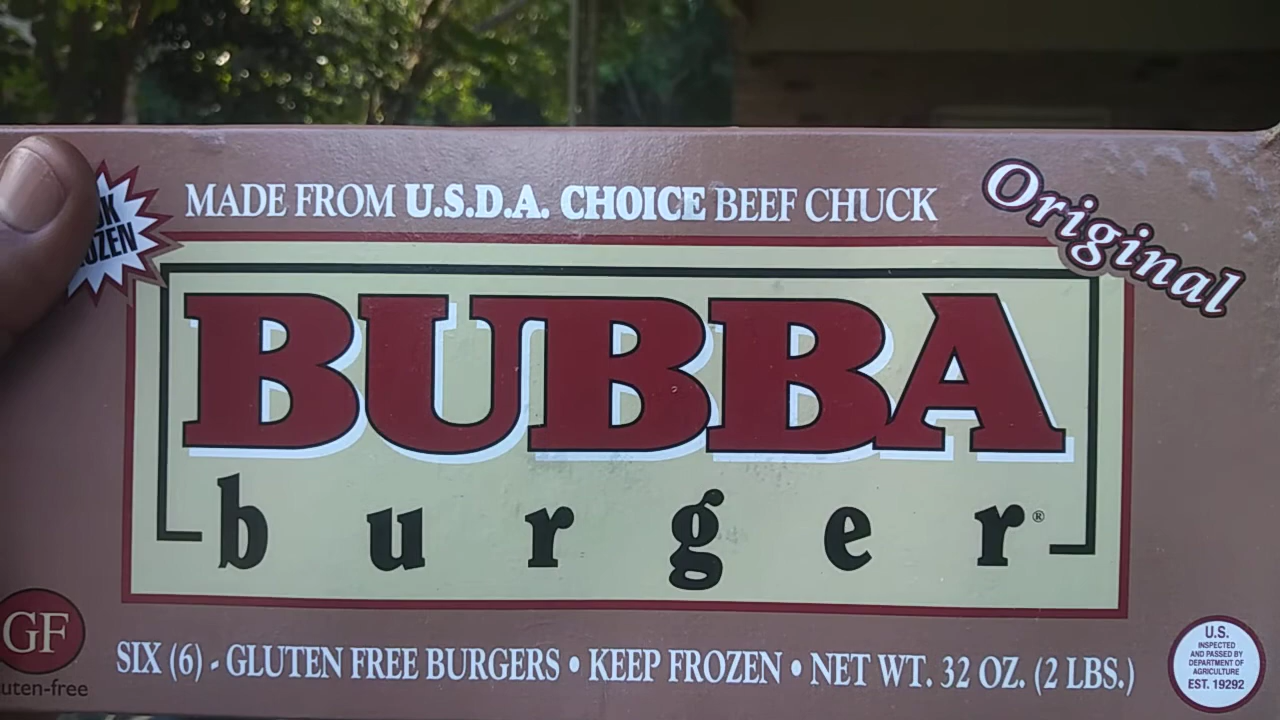 MADE FROM U.S.D.A. CHOICE BEEF CHUCK
Original
BUBBA
burger®
GF
SIX (6) - GLUTEN FREE BURGERS • KEEP FROZEN • NET WT. 32 OZ. (2 LBS.)
U.S.
INSPECTED
AND PASSED BY
DEPARTMENT OF
AGRICULTURE
EST. 19292